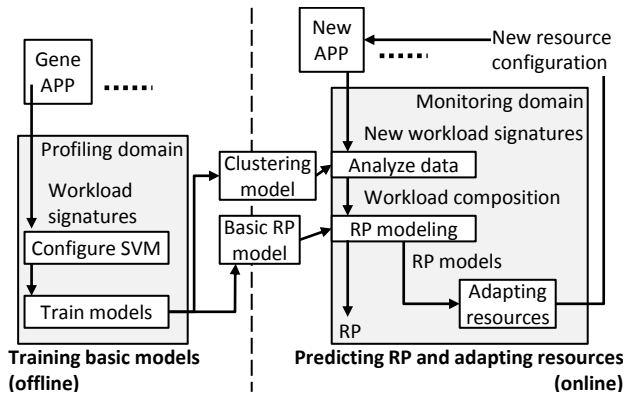 Gene
APP
........
Profiling domain
Workload
signatures
Configure SVM
Train models
Training basic models
(offline)
Clustering
model
Basic RP
model
New
APP
........
New resource
configuration
Monitoring domain
New workload signatures
Analyze data
Workload composition
RP modeling
RP models
Adapting
resources
RP
Predicting RP and adapting resources
(online)